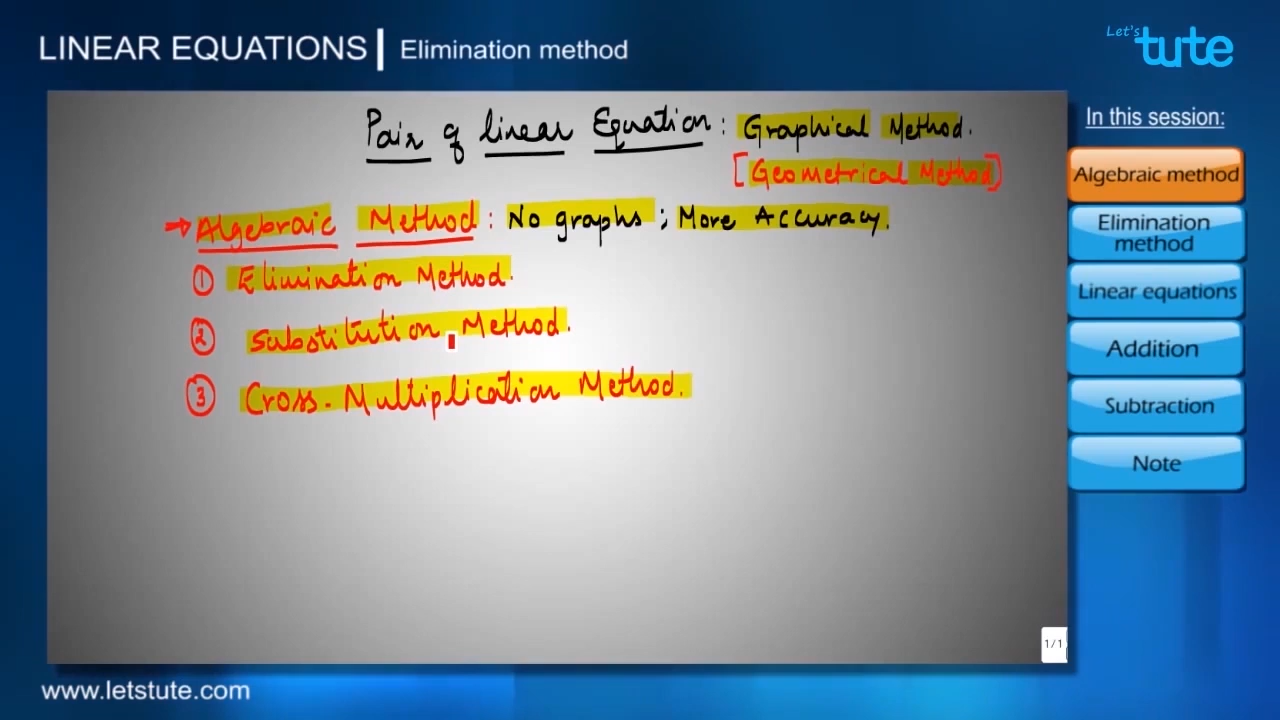 LINEAR EQUATIONS | Elimination method
Let's tute
Pair of linear Equation: Graphical Method.
[Geometrical Method]
→ Algebraic Method: No graphs; More Accuracy.
① Elimination Method.
② Substitution Method.
③ Cross-Multiplication Method.
1/1
In this session:
Algebraic method
Elimination
method
Linear equations
Addition
Subtraction
Note
www.letstute.com